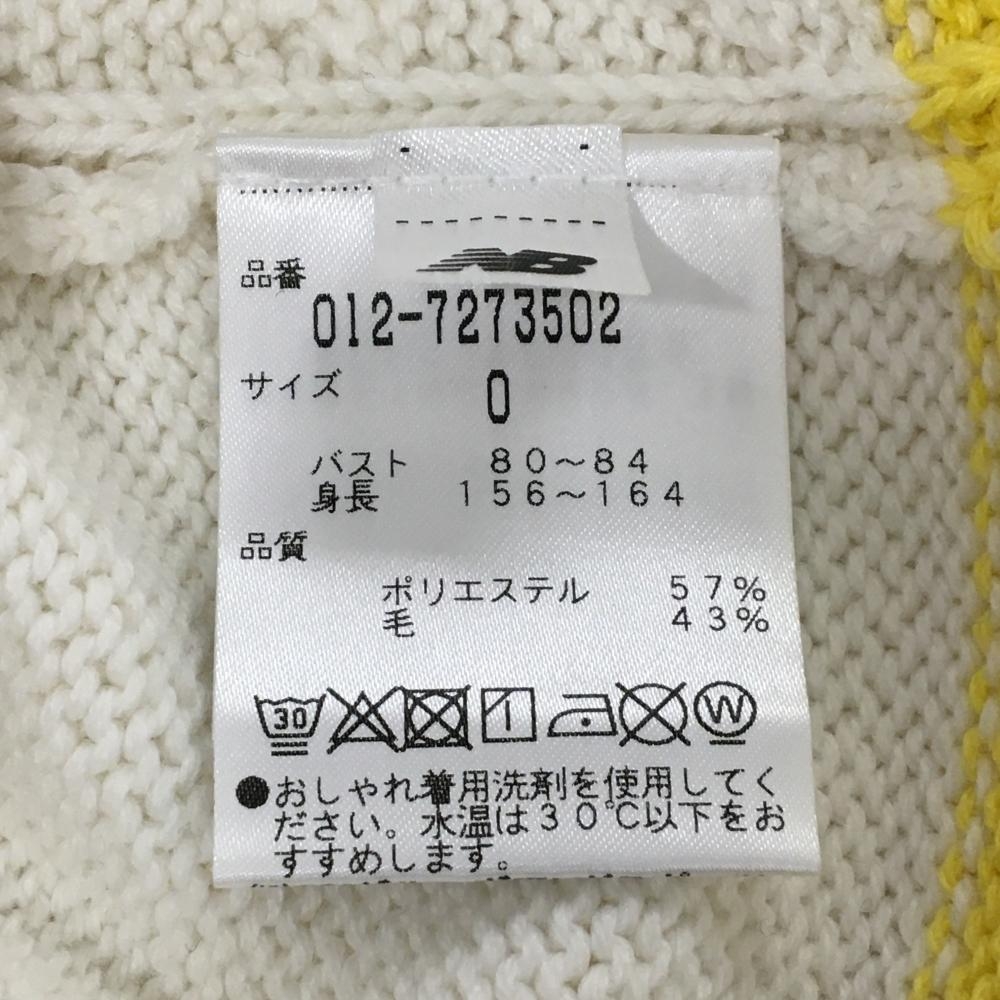 NB
品番
012-7273502
サイズ 0
バスト 80～84
身長 156～164
品質
ポリエステル 57%
毛 43%
30 W
●おしゃれ着用洗剤を使用してく
ださい。水温は30℃以下をお
すすめします。